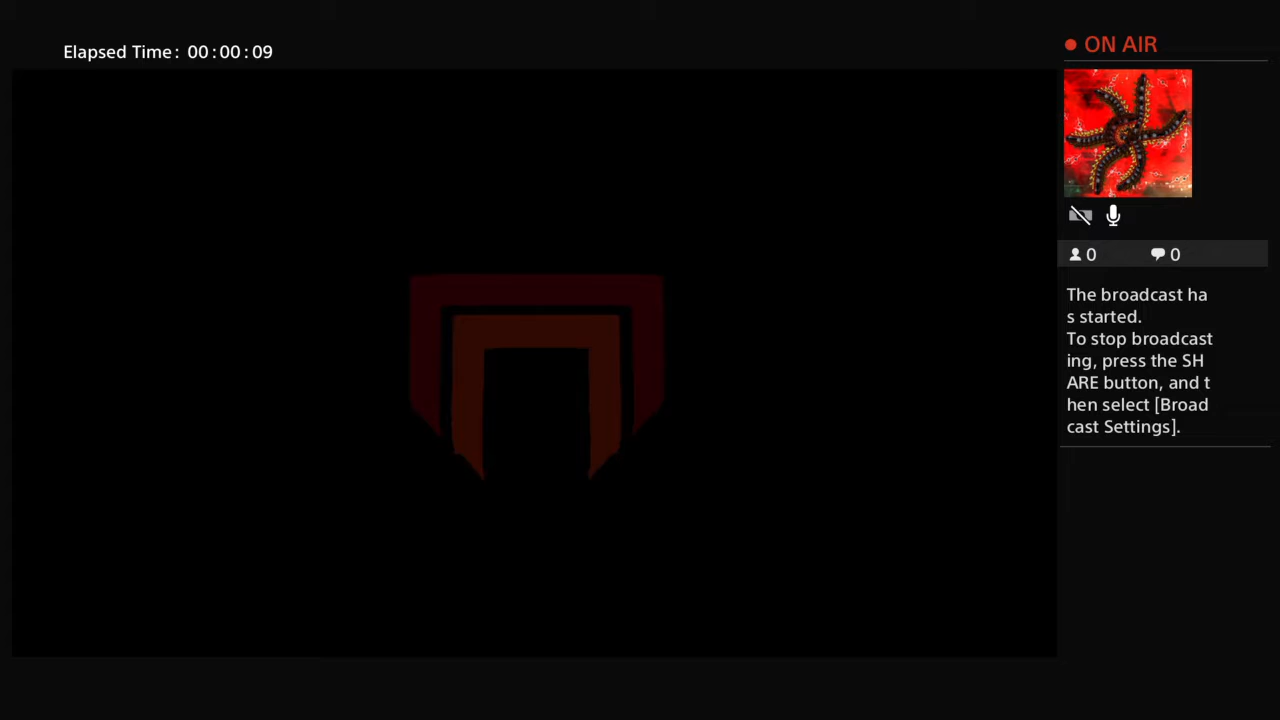 Elapsed Time: 00:00:09
ON AIR
0
0
The broadcast ha
s started.
To stop broadcast
ing, press the SH
ARE button, and t
hen select [Broad
cast Settings].